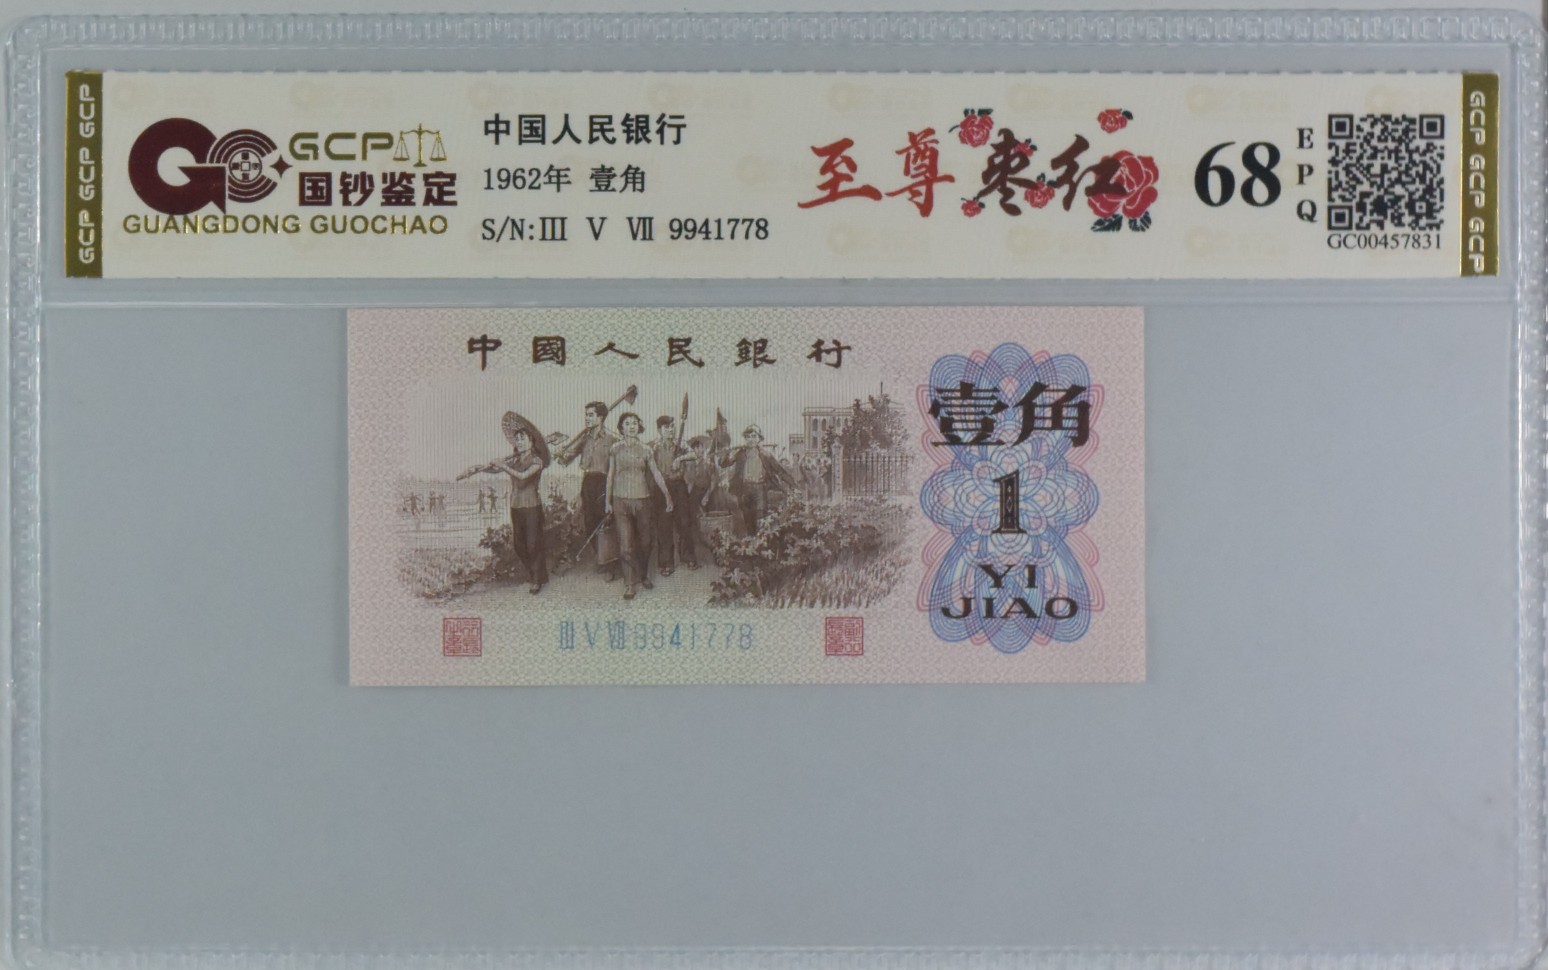 GCP GCP GCP
GCP
国钞鉴定
GUANGDONG GUOCHAO
中国人民银行
1962年 壹角
S/N:Ⅲ Ⅴ Ⅶ 9941778
至尊枣红
68
EPQ
GC00457831
GCP GCP GCP
中國人民銀行
壹角
1
YI
JIAO
Ⅲ Ⅴ Ⅶ 9941778